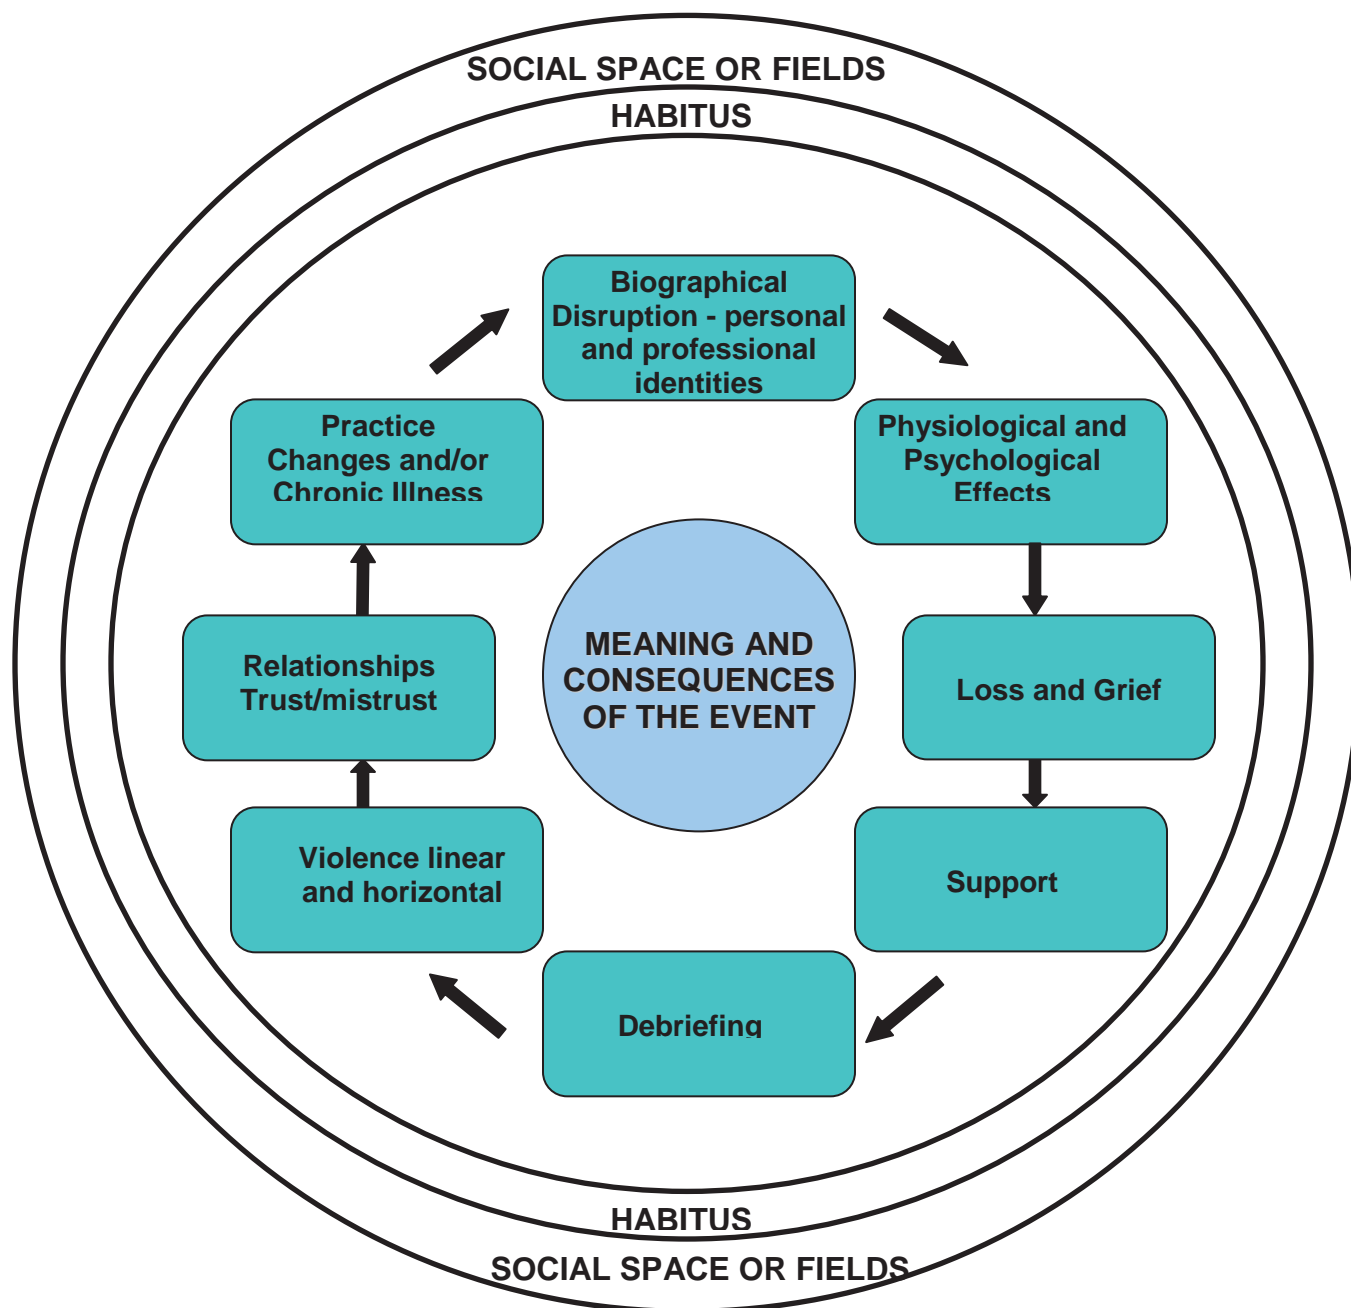 SOCIAL SPACE OR FIELDS
HABITUS
Biographical
Disruption - personal
and professional
identities
Physiological and
Psychological
Effects
Loss and Grief
Support
Debriefing
Violence linear
and horizontal
Relationships
Trust/mistrust
Practice
Changes and/or
Chronic Illness
MEANING AND
CONSEQUENCES
OF THE EVENT
HABITUS
SOCIAL SPACE OR FIELDS